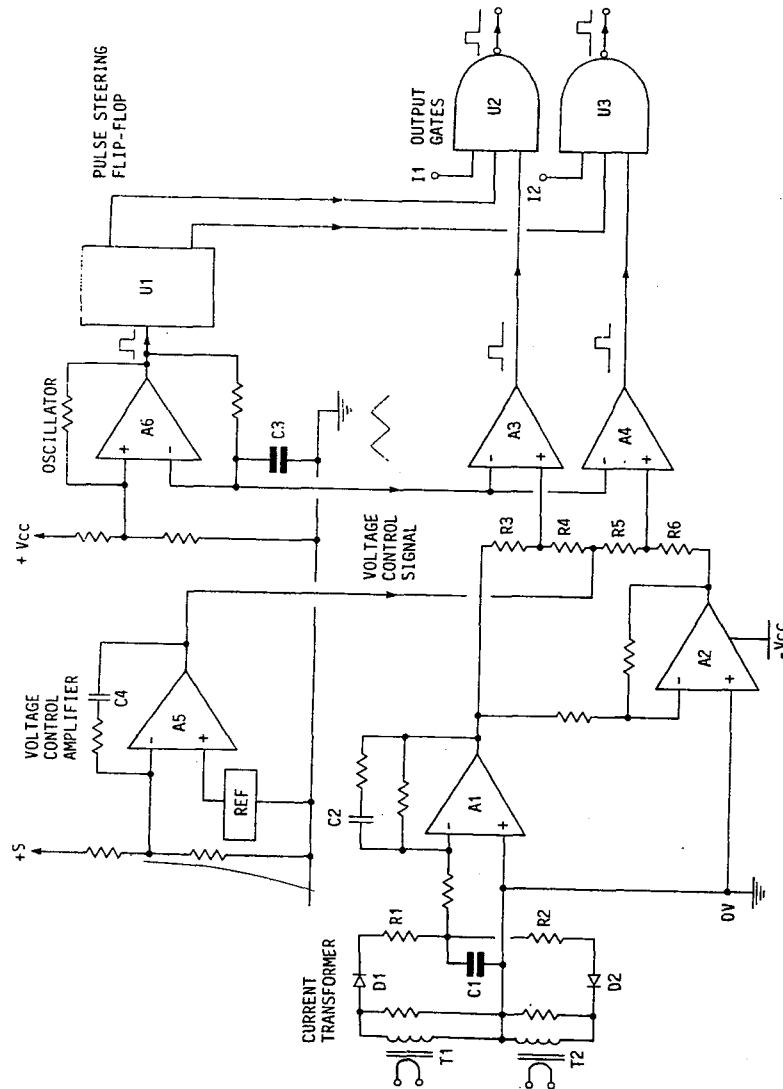 VOLTAGE
CONTROL
AMPLIFIER
+S
C4
A5
REF
-
+
+ Vcc
OSCILLATOR
A6
+
-
C3
U1
PULSE STEERING
FLIP-FLOP
VOLTAGE
CONTROL
SIGNAL
CURRENT
TRANSFORMER
T1
T2
D1
D2
R1
R2
C1
C2
A1
-
+
0V
A2
-
+
-Vcc
R3
R4
R5
R6
A3
-
+
A4
-
+
OUTPUT
GATES
I1
I2
U2
U3